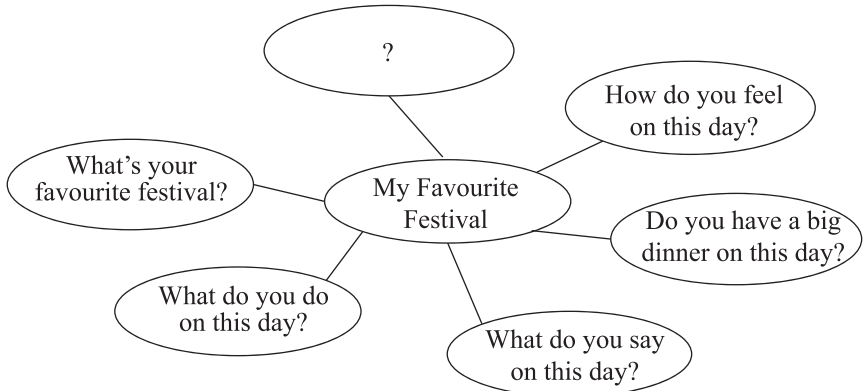 ?
How do you feel
on this day?
What's your
favourite festival?
My Favourite
Festival
Do you have a big
dinner on this day?
What do you do
on this day?
What do you say
on this day?